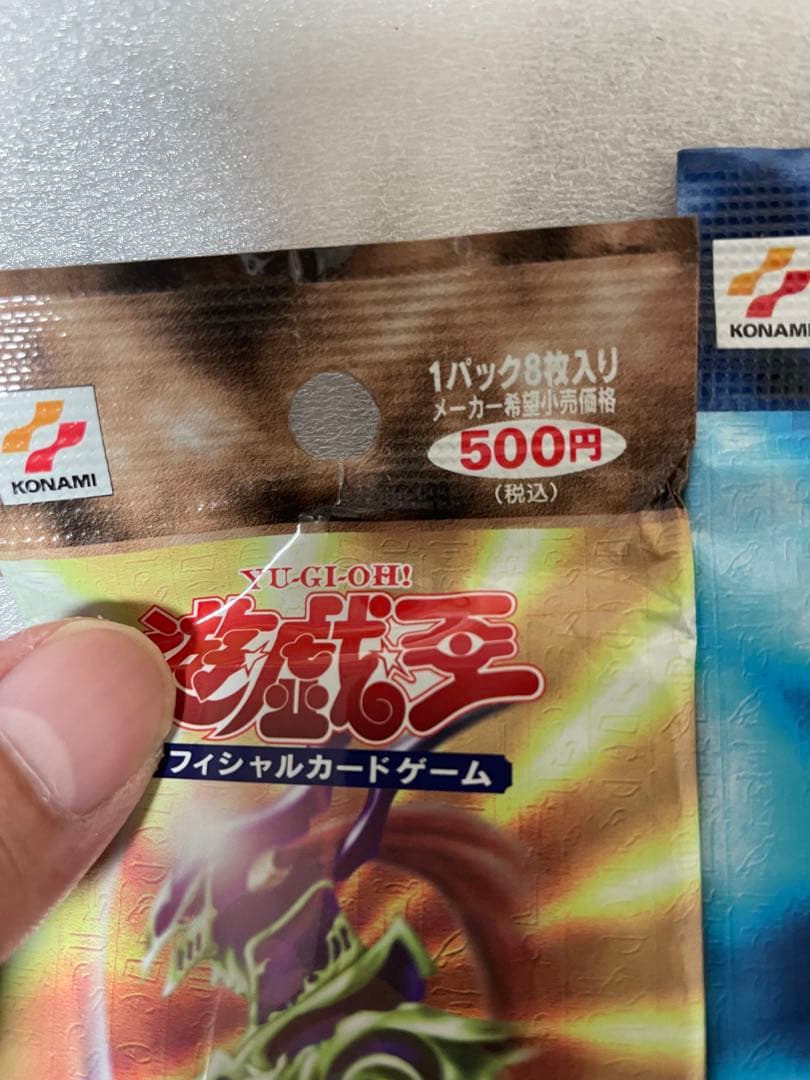 1パック8枚入り
メーカー希望小売価格
500円
(税込)
KONAMI
YU-GI-OH!
遊戯王
フィシャルカードゲーム
KONAMI